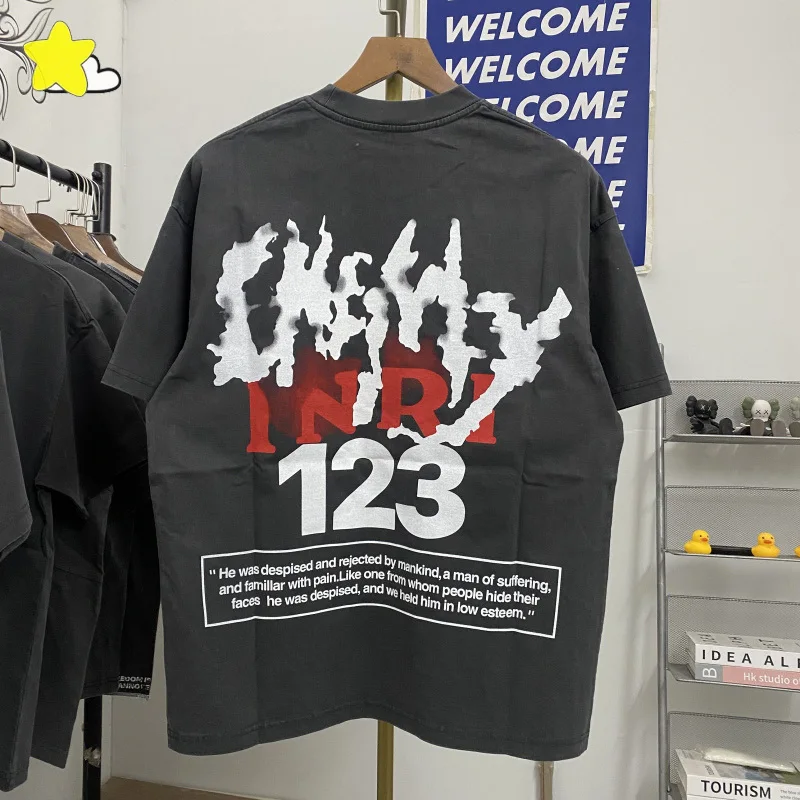 WELCOME
WELCOME
WELCOME
INRI
123
" He was despised and rejected by mankind, a man of suffering,
and familiar with pain.Like one from whom people hide their
faces he was despised, and we held him in low esteem. "
IDEA
B Hk studio
TOURISM